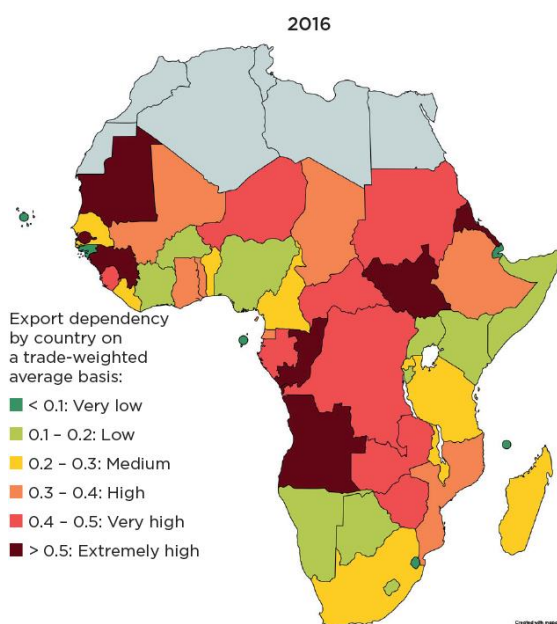 2016
Export dependency
by country on
a trade-weighted
average basis:
< 0.1: Very low
0.1 – 0.2: Low
0.2 – 0.3: Medium
0.3 – 0.4: High
0.4 – 0.5: Very high
> 0.5: Extremely high
Created with